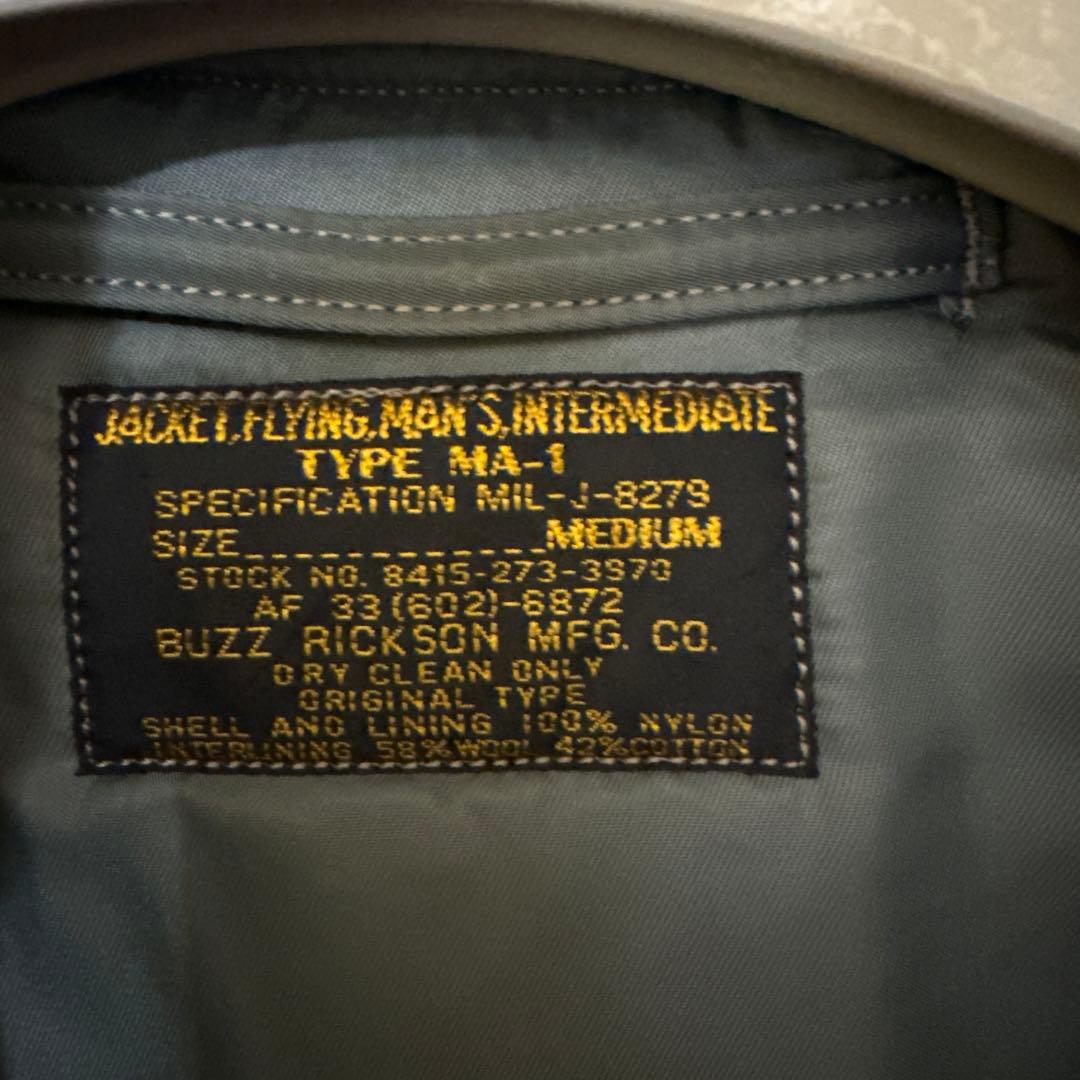 JACKET,FLYING,MAN'S,INTERMEDIATE
TYPE MA-1
SPECIFICATION MIL-J-8279
SIZE_____________MEDIUM
STOCK NO. 8415-273-3970
AF 33(602)-6872
BUZZ RICKSON MFG. CO.
DRY CLEAN ONLY
ORIGINAL TYPE
SHELL AND LINING 100% NYLON
INTERLINING 58%WOOL 42%COTTON